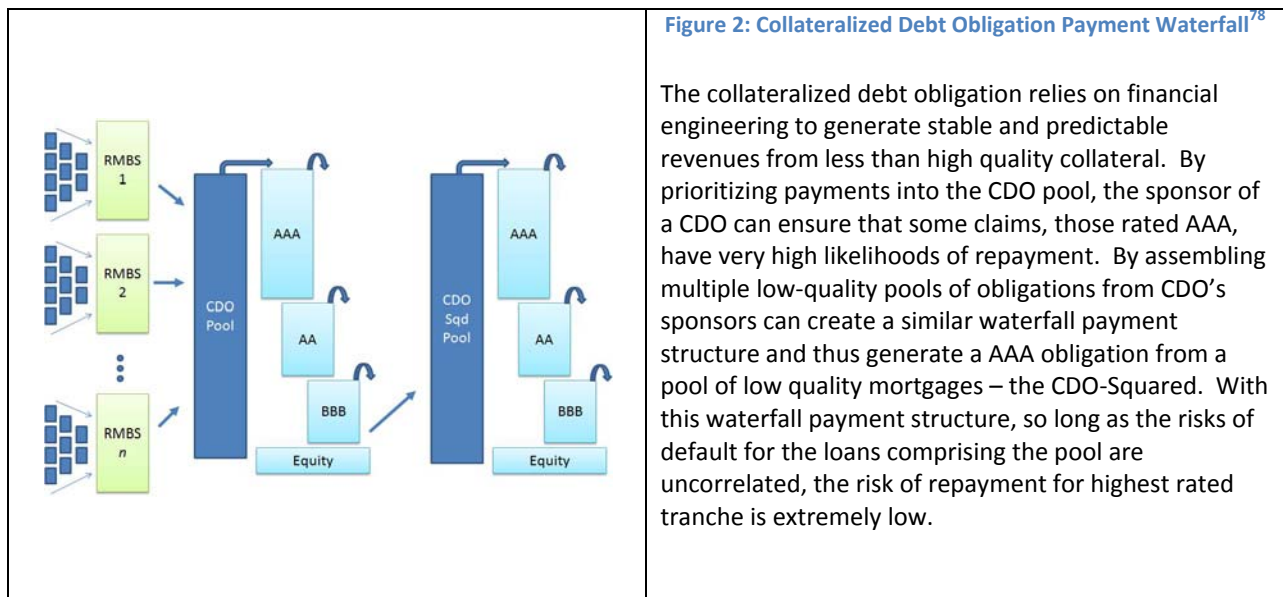 RMBS
1
RMBS
2
RMBS
n
CDO
Pool
AAA
AA
BBB
Equity
CDO
Sqd
Pool
AAA
AA
BBB
Equity
Figure 2: Collateralized Debt Obligation Payment Waterfall78
The collateralized debt obligation relies on financial
engineering to generate stable and predictable
revenues from less than high quality collateral.  By
prioritizing payments into the CDO pool, the sponsor of
a CDO can ensure that some claims, those rated AAA,
have very high likelihoods of repayment.  By assembling
multiple low-quality pools of obligations from CDO's
sponsors can create a similar waterfall payment
structure and thus generate a AAA obligation from a
pool of low quality mortgages – the CDO-Squared.  With
this waterfall payment structure, so long as the risks of
default for the loans comprising the pool are
uncorrelated, the risk of repayment for highest rated
tranche is extremely low.